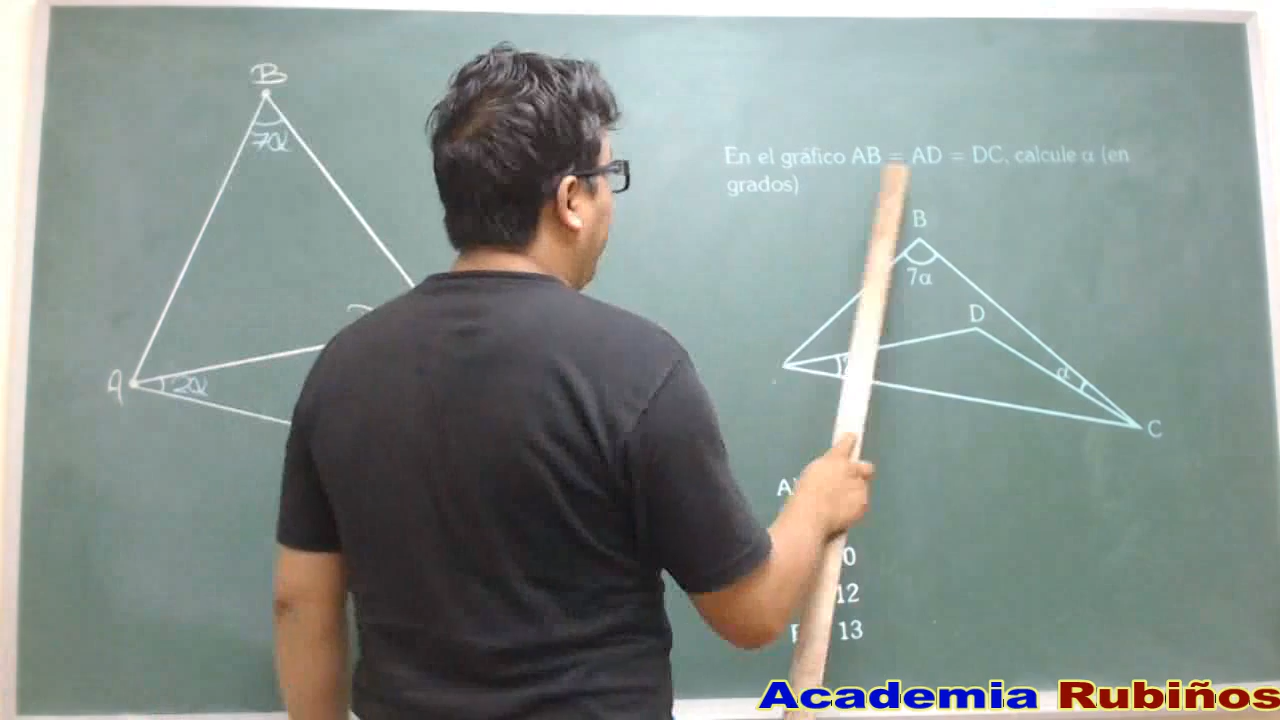 B
7α
A
2α
En el gráfico AB = AD = DC, calcule α (en
grados)
B
7α
D
α
C
A
0
12
13
Academia Rubiños